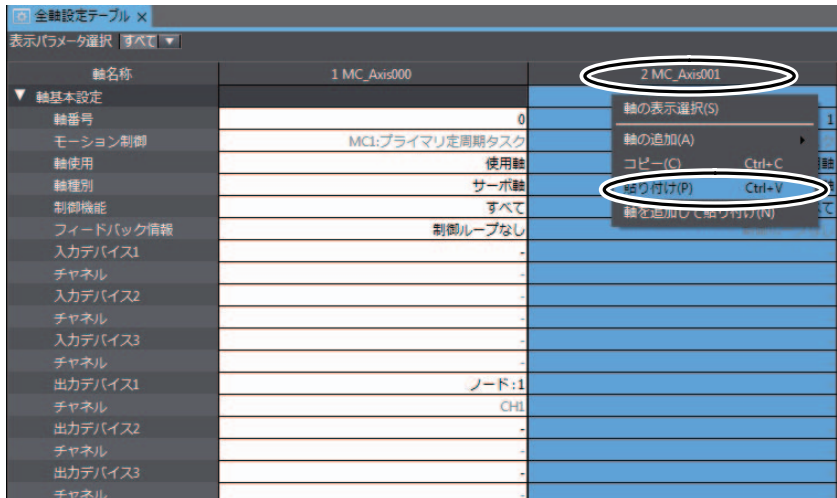 全軸設定テーブル ×
表示パラメータ選択 すべて ▼
軸名称 1 MC_Axis000 2 MC_Axis001
▼ 軸基本設定
軸番号 0 1
モーション制御 MC1:プライマリ定周期タスク
軸使用 使用軸
軸種別 サーボ軸
制御機能 すべて
フィードバック情報 制御ループなし
入力デバイス1 -
チャネル -
入力デバイス2 -
チャネル -
入力デバイス3 -
チャネル -
出力デバイス1 ノード:1
チャネル CH1
出力デバイス2 -
チャネル -
出力デバイス3 -
チャネル -
軸の表示選択(S)
軸の追加(A)
コピー(C) Ctrl+C
貼り付け(P) Ctrl+V
軸を追加して貼り付け(N)